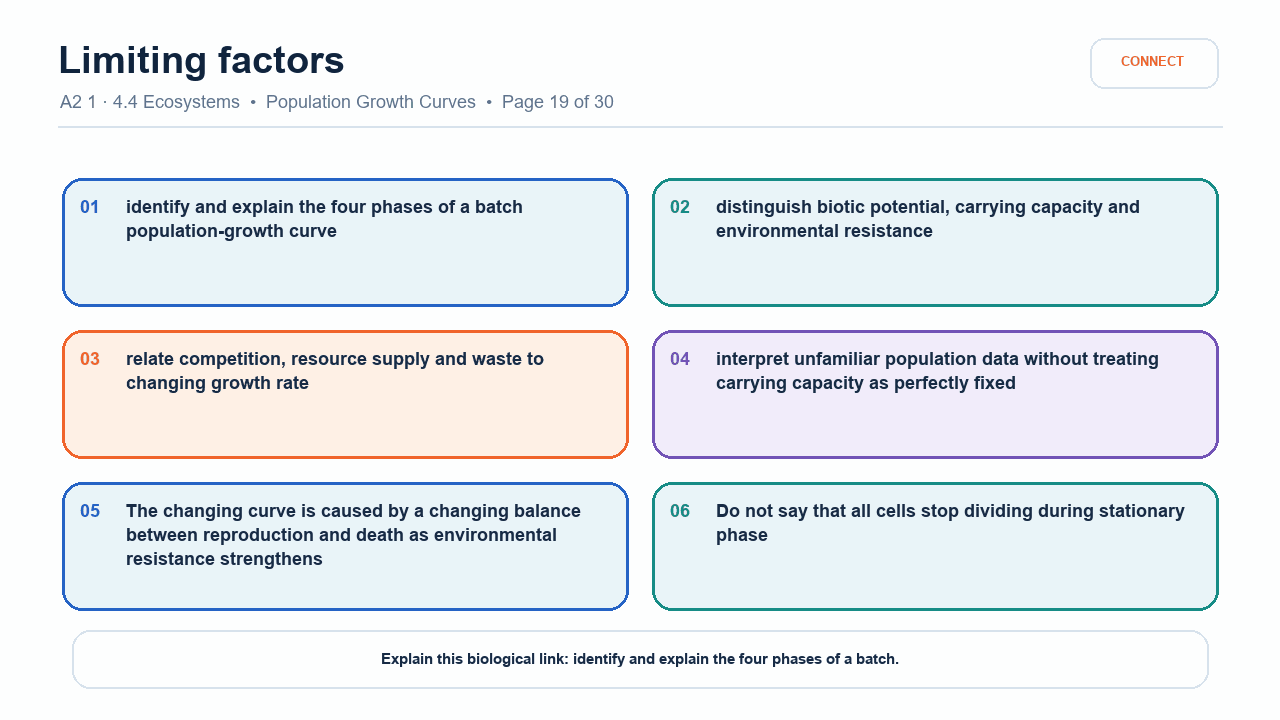 Limiting factors
CONNECT
A2 1 · 4.4 Ecosystems • Population Growth Curves • Page 19 of 30
01 identify and explain the four phases of a batch
population-growth curve
02 distinguish biotic potential, carrying capacity and
environmental resistance
03 relate competition, resource supply and waste to
changing growth rate
04 interpret unfamiliar population data without treating
carrying capacity as perfectly fixed
05 The changing curve is caused by a changing balance
between reproduction and death as environmental
resistance strengthens
06 Do not say that all cells stop dividing during stationary
phase
Explain this biological link: identify and explain the four phases of a batch.